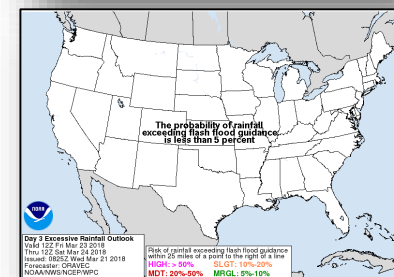 The probability of rainfall
exceeding flash flood guidance
is less than 5 percent
noaa
Day 3 Excessive Rainfall Outlook
Valid 12Z Fri Mar 23 2018
Thru 12Z Sat Mar 24 2018
Issued: 0825Z Wed Mar 21 2018
Forecaster: ORAVEC
NOAA/NWS/NCEP/WPC
Risk of rainfall exceeding flash flood guidance
within 25 miles of a point to the right of a line
HIGH: > 50% SLGT: 10%-20%
MDT: 20%-50% MRGL: 5%-10%